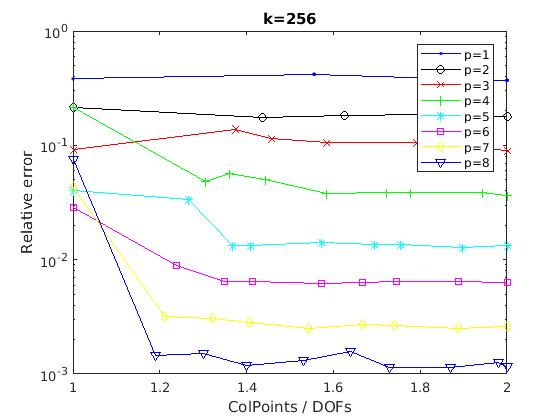 k=256
Relative error
10^0
10^-1
10^-2
10^-3
p=1
p=2
p=3
p=4
p=5
p=6
p=7
p=8
1 1.2 1.4 1.6 1.8 2
ColPoints / DOFs